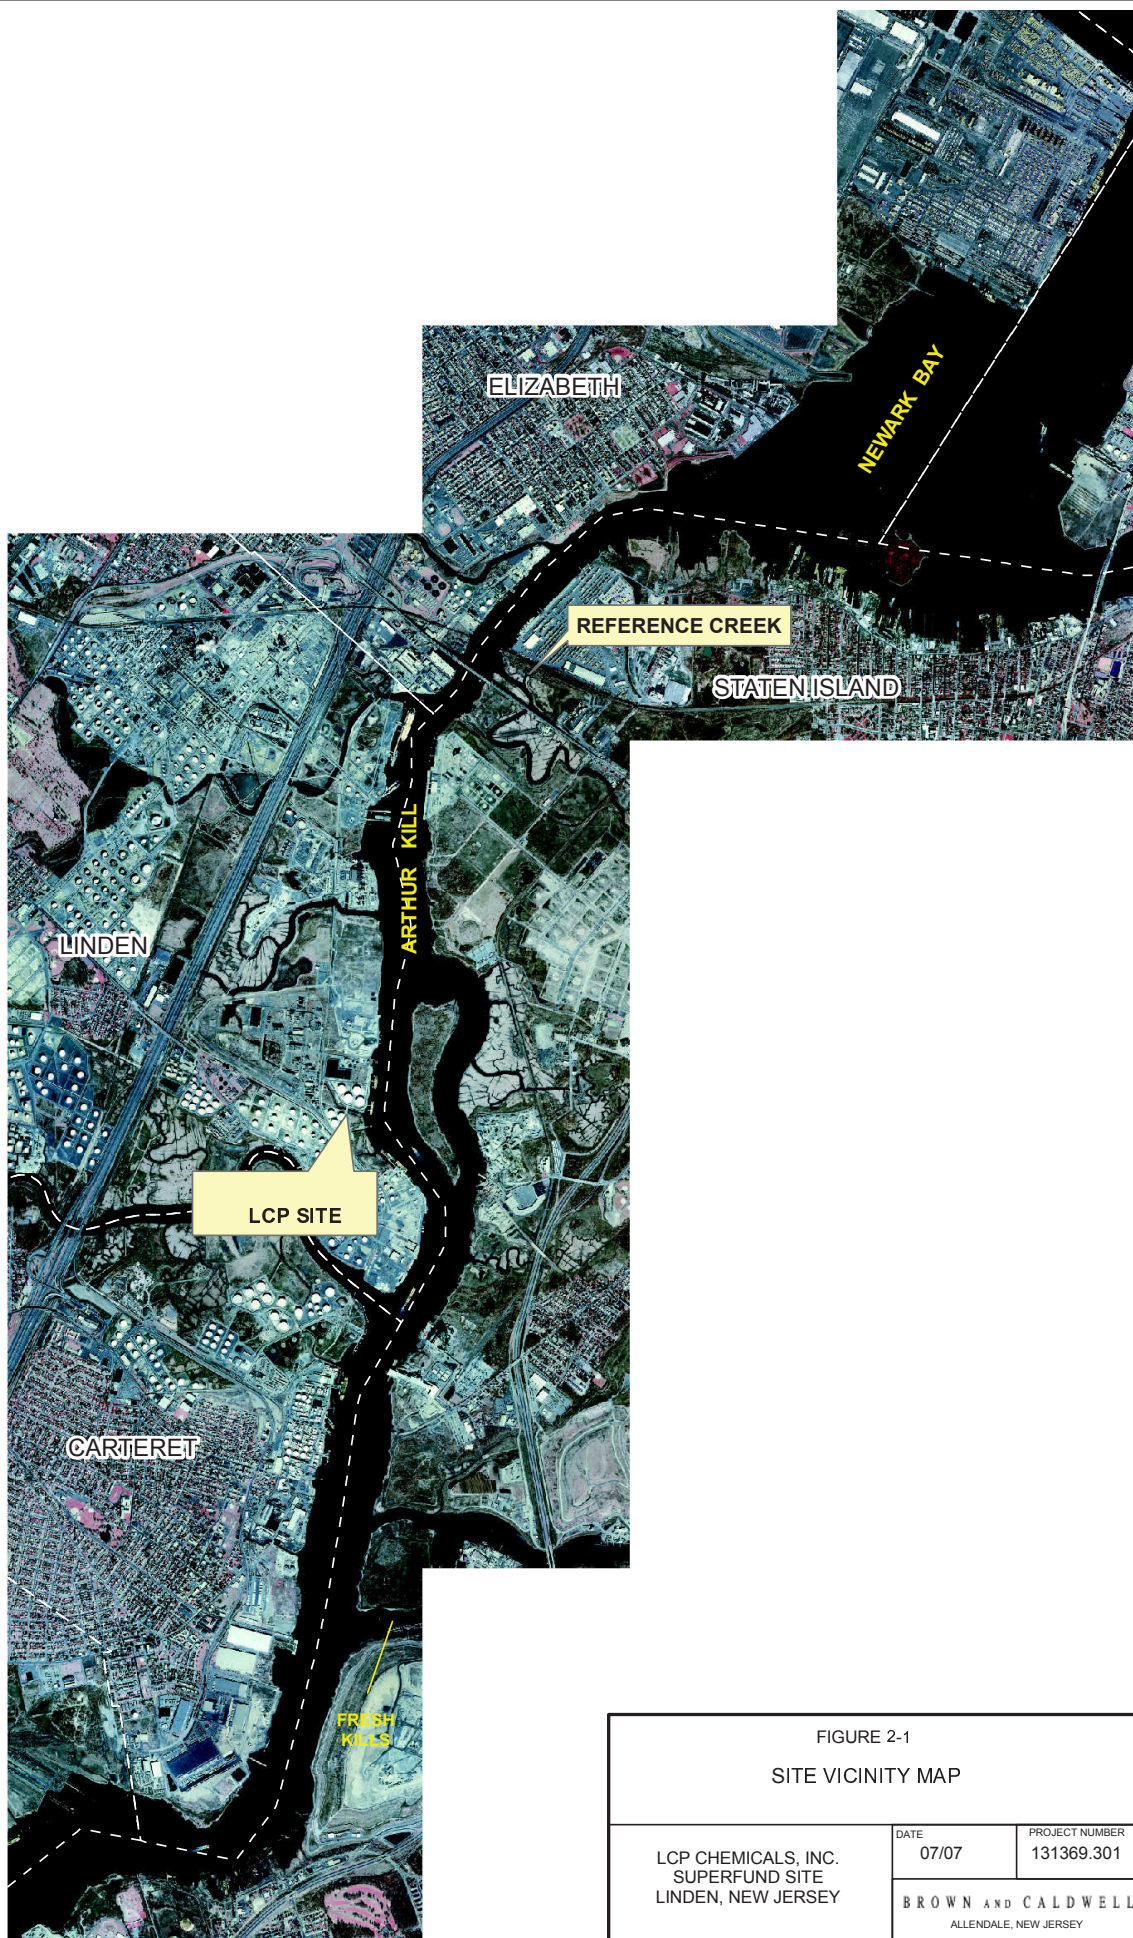 ELIZABETH
NEWARK BAY
REFERENCE CREEK
STATEN ISLAND
ARTHUR KILL
LINDEN
LCP SITE
CARTERET
FRESH
KILLS
FIGURE 2-1
SITE VICINITY MAP
LCP CHEMICALS, INC.
SUPERFUND SITE
LINDEN, NEW JERSEY
DATE
07/07
PROJECT NUMBER
131369.301
BROWN AND CALDWELL
ALLENDALE, NEW JERSEY